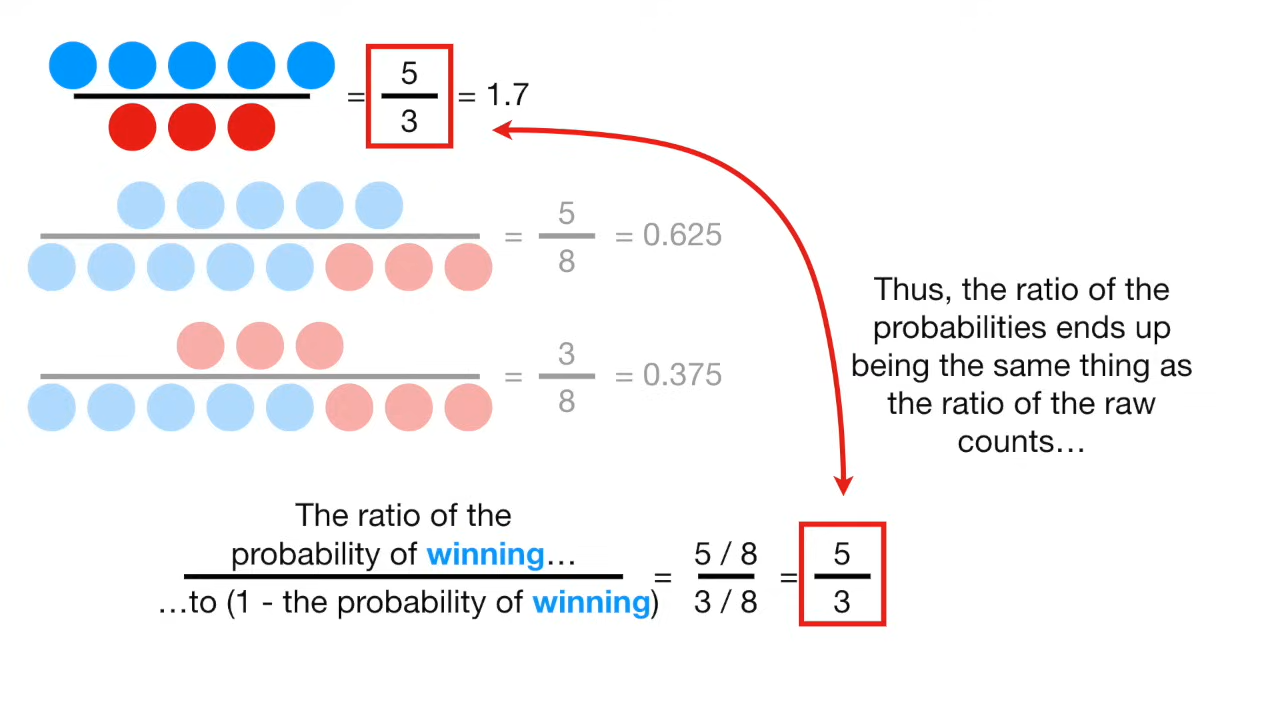 = 5/3 = 1.7
= 5/8 = 0.625
= 3/8 = 0.375
Thus, the ratio of the
probabilities ends up
being the same thing as
the ratio of the raw
counts…
The ratio of the
probability of winning…
…to (1 - the probability of winning)
= 5 / 8
3 / 8
= 5/3